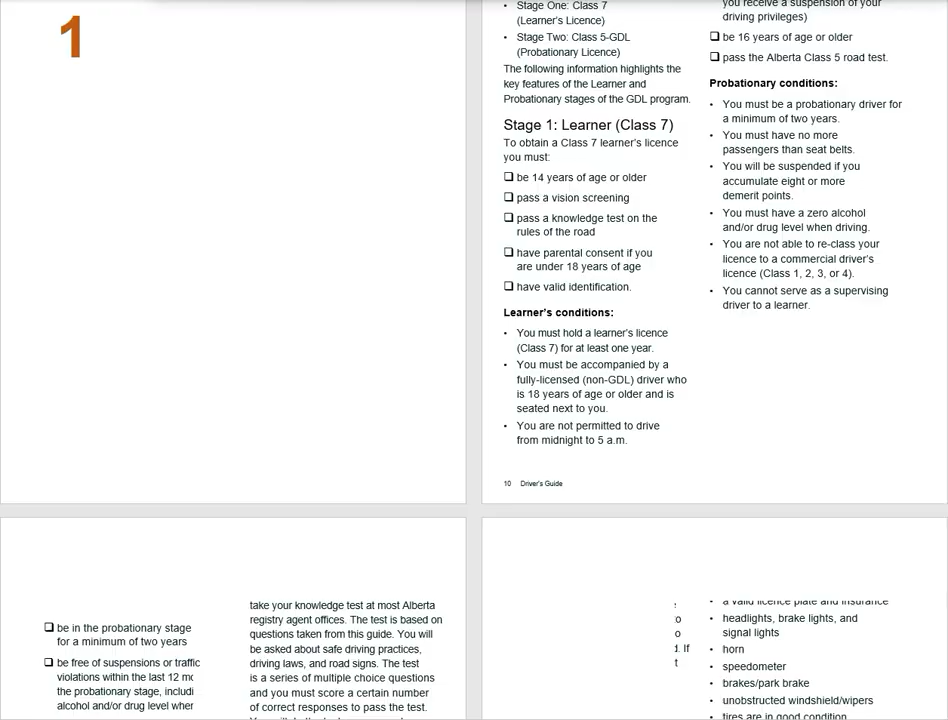 1
• Stage One: Class 7
(Learner's Licence)
• Stage Two: Class 5-GDL
(Probationary Licence)
The following information highlights the
key features of the Learner and
Probationary stages of the GDL program.
Stage 1: Learner (Class 7)
To obtain a Class 7 learner's licence
you must:
❑ be 14 years of age or older
❑ pass a vision screening
❑ pass a knowledge test on the
rules of the road
❑ have parental consent if you
are under 18 years of age
❑ have valid identification.
Learner's conditions:
• You must hold a learner's licence
(Class 7) for at least one year.
• You must be accompanied by a
fully-licensed (non-GDL) driver who
is 18 years of age or older and is
seated next to you.
• You are not permitted to drive
from midnight to 5 a.m.
you receive a suspension of your
driving privileges)
❑ be 16 years of age or older
❑ pass the Alberta Class 5 road test.
Probationary conditions:
• You must be a probationary driver for
a minimum of two years.
• You must have no more
passengers than seat belts.
• You will be suspended if you
accumulate eight or more
demerit points.
• You must have a zero alcohol
and/or drug level when driving.
• You are not able to re-class your
licence to a commercial driver's
licence (Class 1, 2, 3, or 4).
• You cannot serve as a supervising
driver to a learner.
10 Driver's Guide
❑ be in the probationary stage
for a minimum of two years
❑ be free of suspensions or traffic
violations within the last 12
the probationary stage,
alcohol and/or drug level
take your knowledge test at most Alberta
registry agent offices. The test is based on
questions taken from this guide. You will
be asked about safe driving practices,
driving laws, and road signs. The test
is a series of multiple choice questions
and you must score a certain number
of correct responses to pass the test.
If
• a valid licence plate and insurance
• headlights, brake lights, and
signal lights
• horn
• speedometer
• brakes/park brake
• unobstructed windshield/wipers
• tires are in good condition